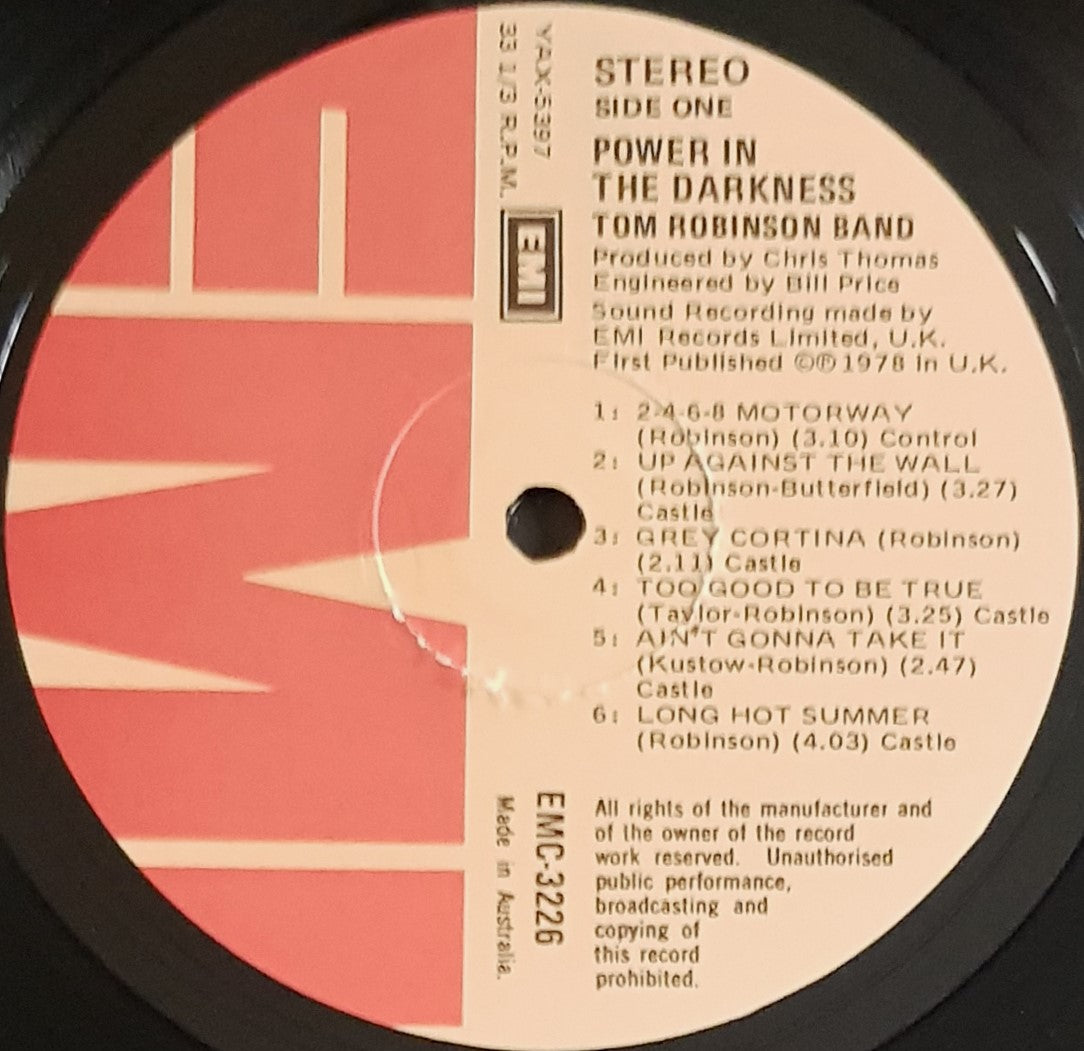 STEREO
SIDE ONE
POWER IN
THE DARKNESS
TOM ROBINSON BAND
Produced by Chris Thomas
Engineered by Bill Price
Sound Recording made by
EMI Records Limited, U.K.
First Published ©℗ 1978 in U.K.
1: 2-4-6-8 MOTORWAY
(Robinson) (3.10) Control
2: UP AGAINST THE WALL
(Robinson-Butterfield) (3.27)
Castle
3: GREY CORTINA (Robinson)
(2.11) Castle
4: TOO GOOD TO BE TRUE
(Taylor-Robinson) (3.25) Castle
5: AIN'T GONNA TAKE IT
(Kustow-Robinson) (2.47)
Castle
6: LONG HOT SUMMER
(Robinson) (4.03) Castle
All rights of the manufacturer and
of the owner of the record
work reserved. Unauthorised
public performance,
broadcasting and
copying of
this record
prohibited.
YAX-5397
33 1/3 R.P.M.
EMI
EMC-3226
Made in Australia.
EMI